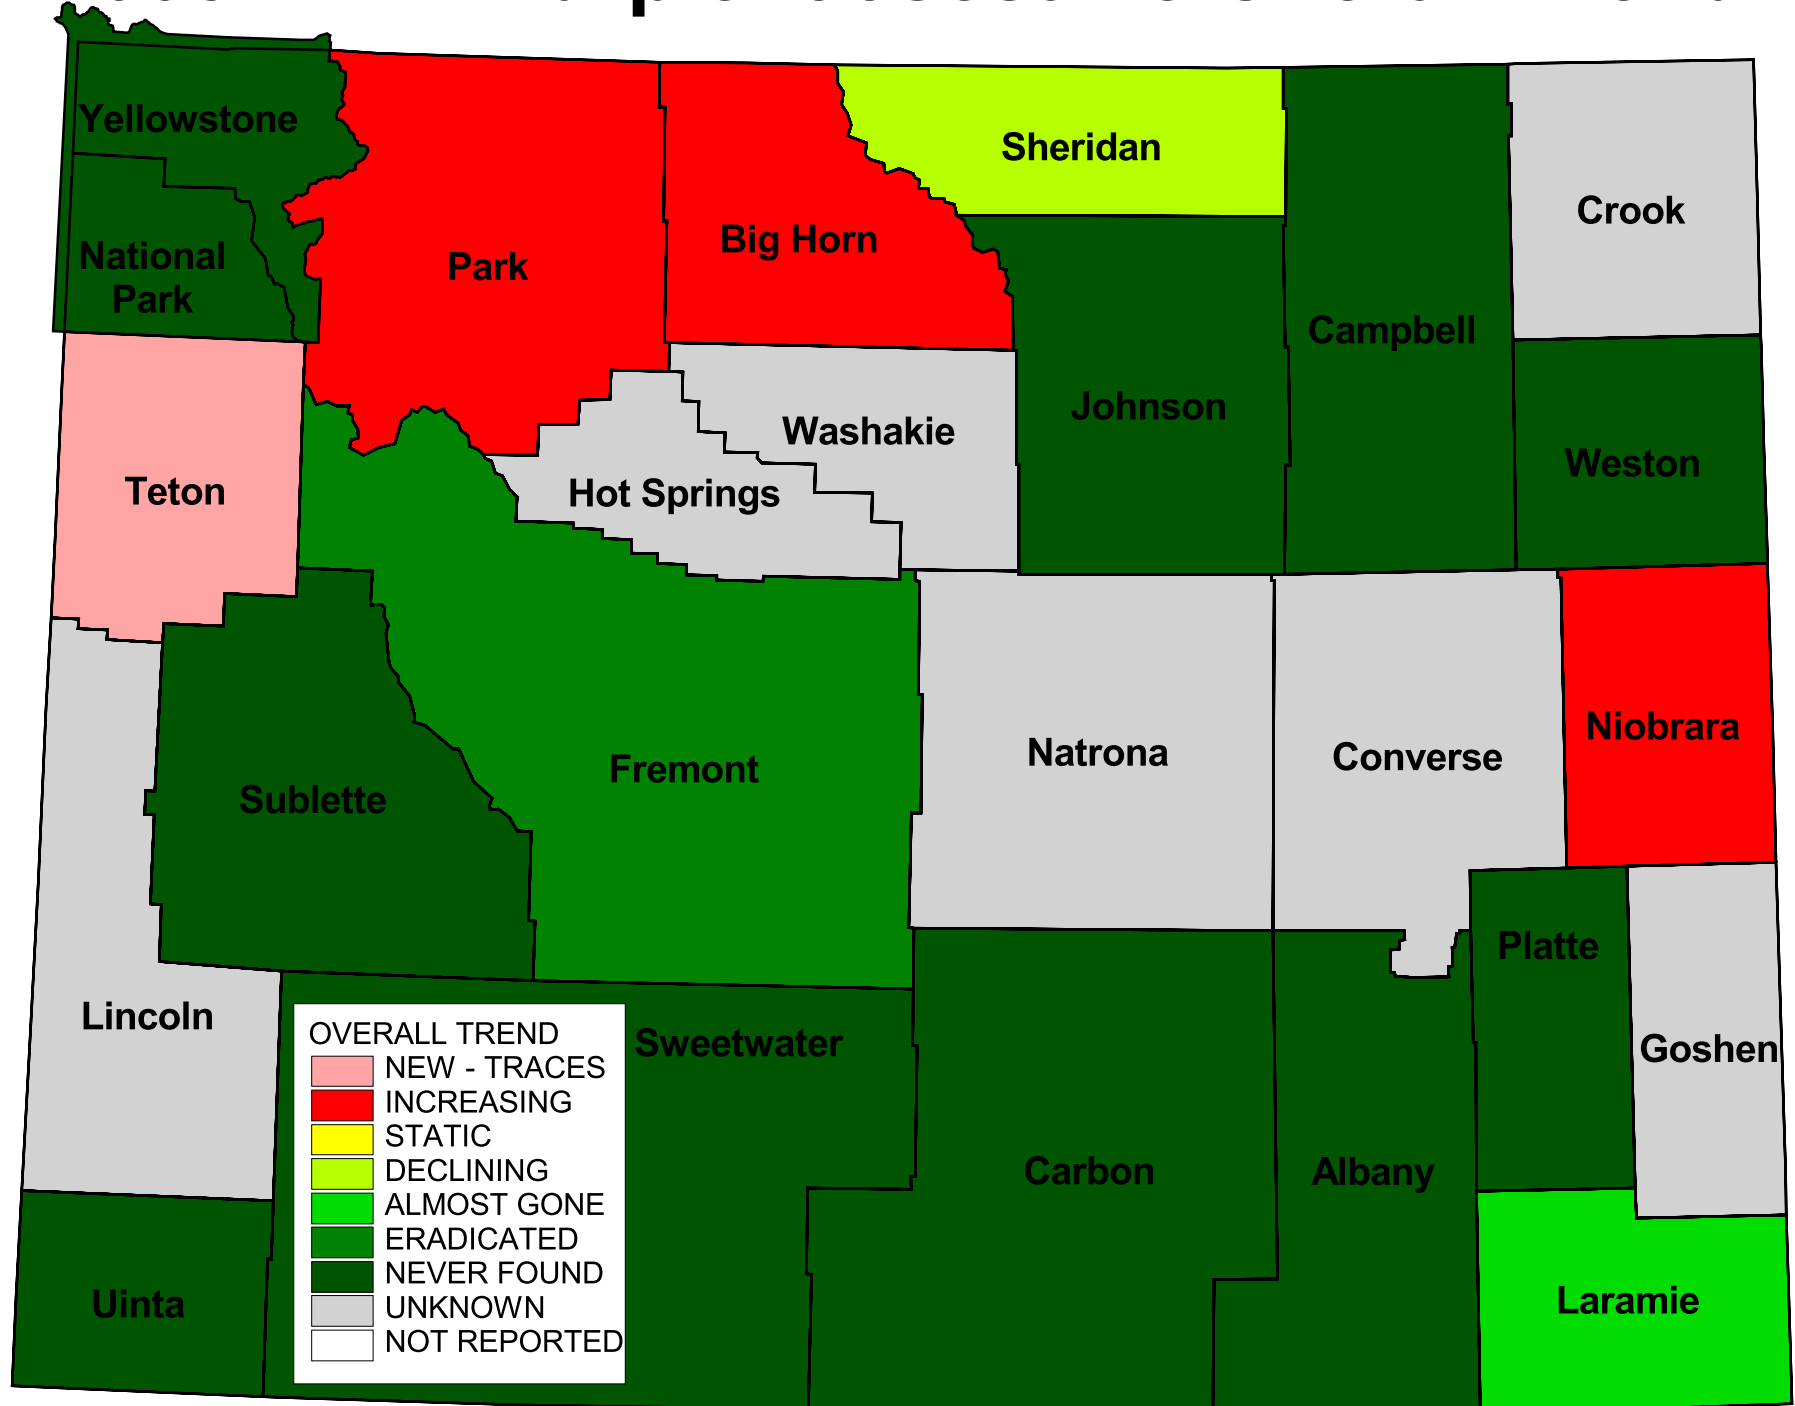 Yellowstone
National
Park
Park
Big Horn
Sheridan
Campbell
Crook
Johnson
Weston
Washakie
Hot Springs
Teton
Fremont
Natrona
Converse
Niobrara
Sublette
Platte
Lincoln
Sweetwater
Goshen
Carbon
Albany
Uinta
Laramie
OVERALL TREND
NEW - TRACES
INCREASING
STATIC
DECLINING
ALMOST GONE
ERADICATED
NEVER FOUND
UNKNOWN
NOT REPORTED